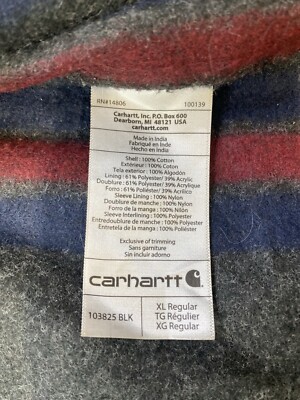 RN#14806 100139
Carhartt, Inc. P.O. Box 600
Dearborn, MI 48121 USA
carhartt.com
Made in India
Fabriqué en Inde
Hecho en India
Shell : 100% Cotton
Extérieur : 100% Coton
Tela exterior : 100% Algodón
Lining : 61% Polyester/ 39% Acrylic
Doublure : 61% Polyester/ 39% Acrylique
Forro : 61% Poliéster/ 39% Acrílico
Sleeve Lining : 100% Nylon
Doublure de manche : 100% Nylon
Forro de la manga : 100% Nilón
Sleeve Interlining : 100% Polyester
Entredoublure de manche : 100% Polyester
Entretela de la manga : 100% Poliéster
Exclusive of trimming
Sans garniture
Sin incluir adorno
carhartt
103825 BLK
XL Regular
TG Régulier
XG Regular